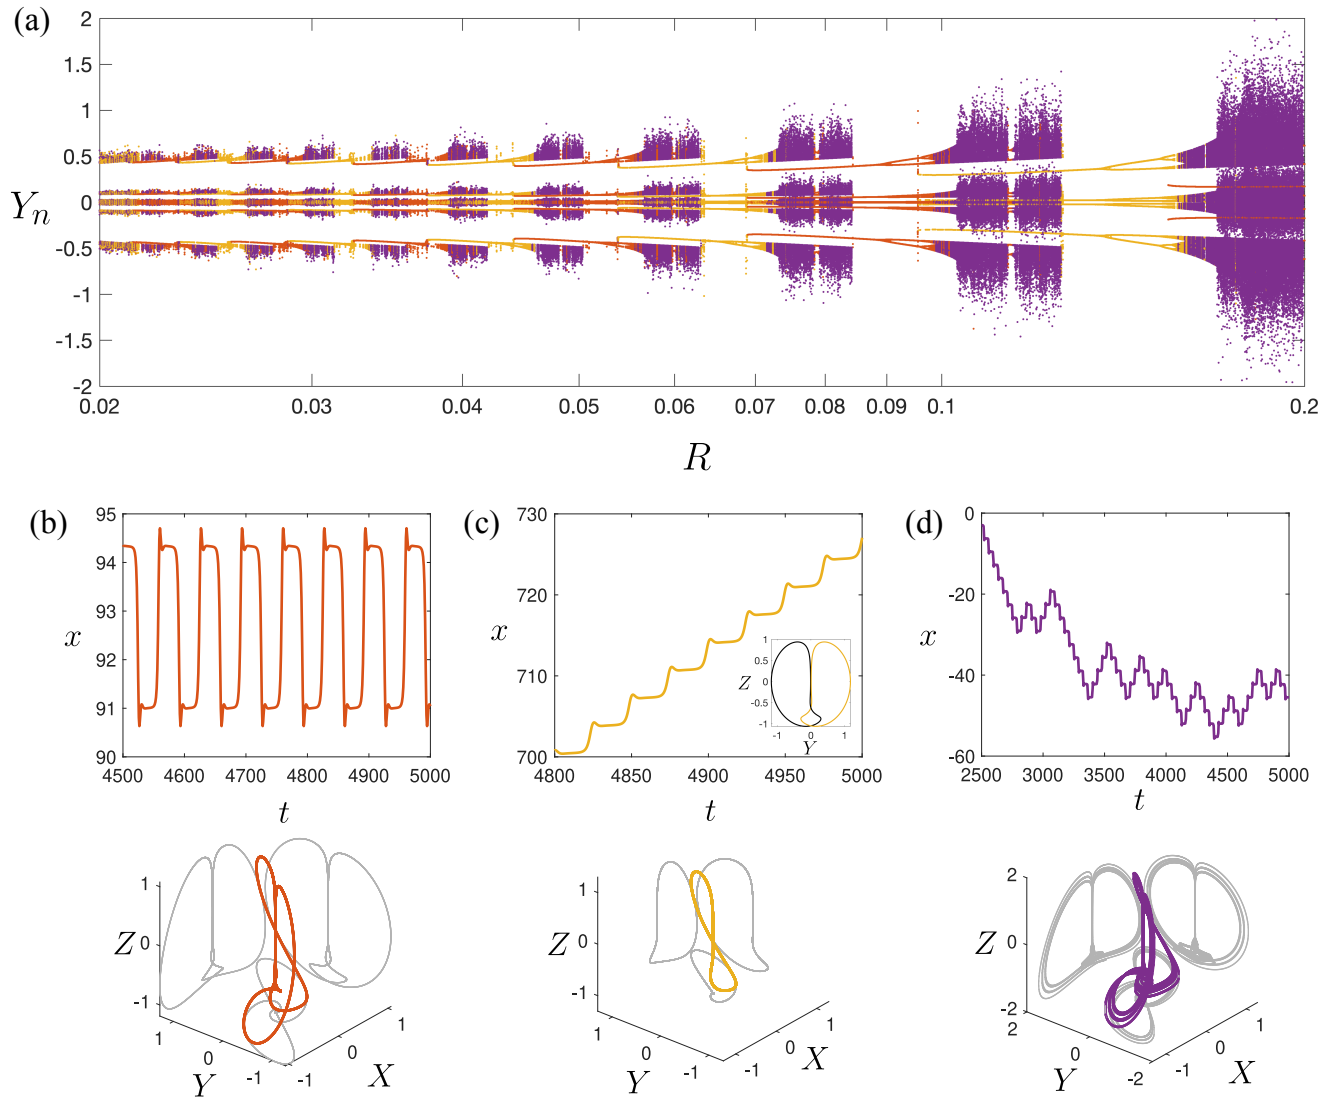 (a)
2
1.5
1
0.5
0
-0.5
-1
-1.5
-2
Yn
0.02 0.03 0.04 0.05 0.06 0.07 0.08 0.09 0.1 0.2
R
(b)
95
94
93
92
91
90
x
4500 4600 4700 4800 4900 5000
t
(c)
730
720
710
700
x
4800 4850 4900 4950 5000
t
1
0.5
0
-0.5
-1
Z
-1 0 1
Y
(d)
0
-20
-40
-60
x
2500 3000 3500 4000 4500 5000
t
1
0
-1
Z
1 0 -1
Y
-1 0 1
X
1
0
-1
Z
1 0 -1
Y
-1 0 1
X
2
0
-2
Z
2 0 -2
Y
-1 0 1
X